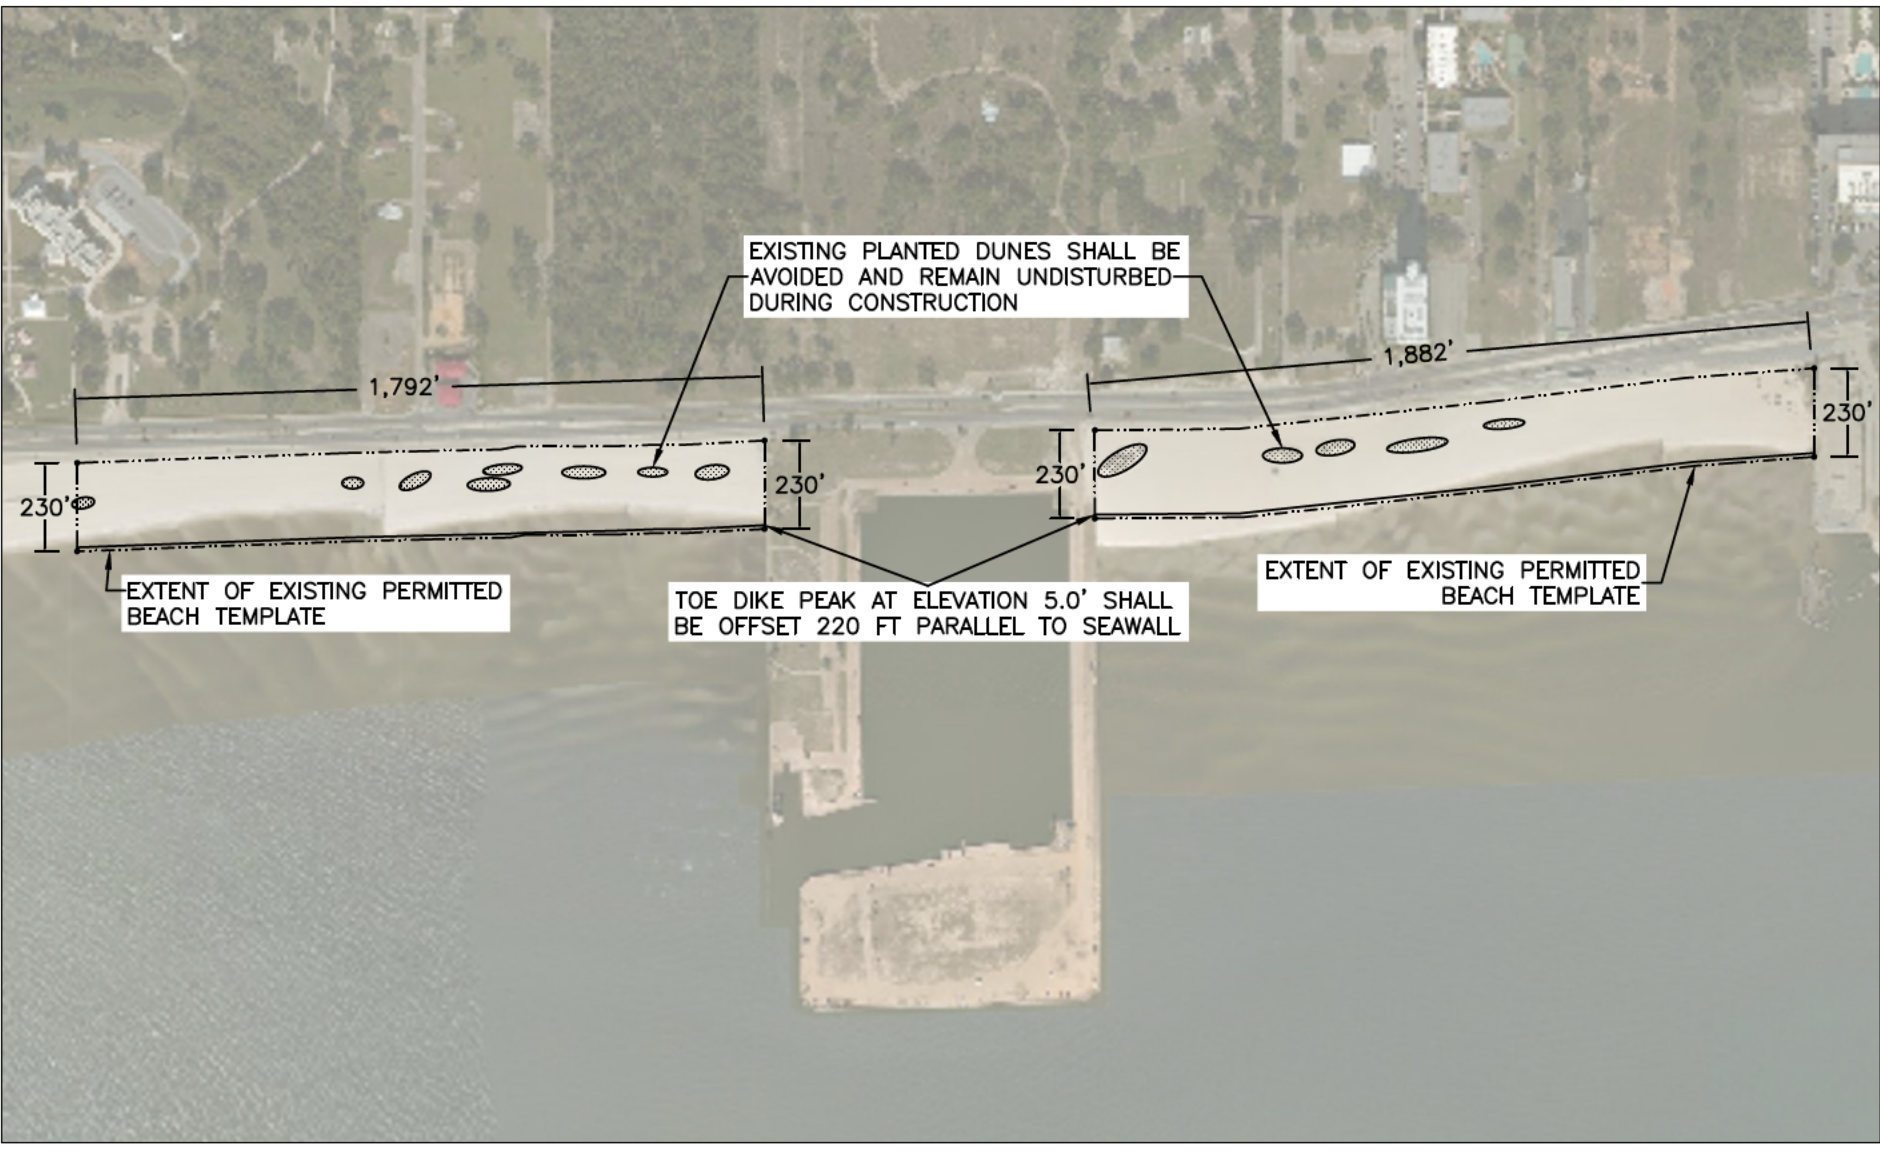 EXISTING PLANTED DUNES SHALL BE
AVOIDED AND REMAIN UNDISTURBED
DURING CONSTRUCTION
1,792'
1,882'
230'
230'
230'
230'
EXTENT OF EXISTING PERMITTED
BEACH TEMPLATE
TOE DIKE PEAK AT ELEVATION 5.0' SHALL
BE OFFSET 220 FT PARALLEL TO SEAWALL
EXTENT OF EXISTING PERMITTED
BEACH TEMPLATE